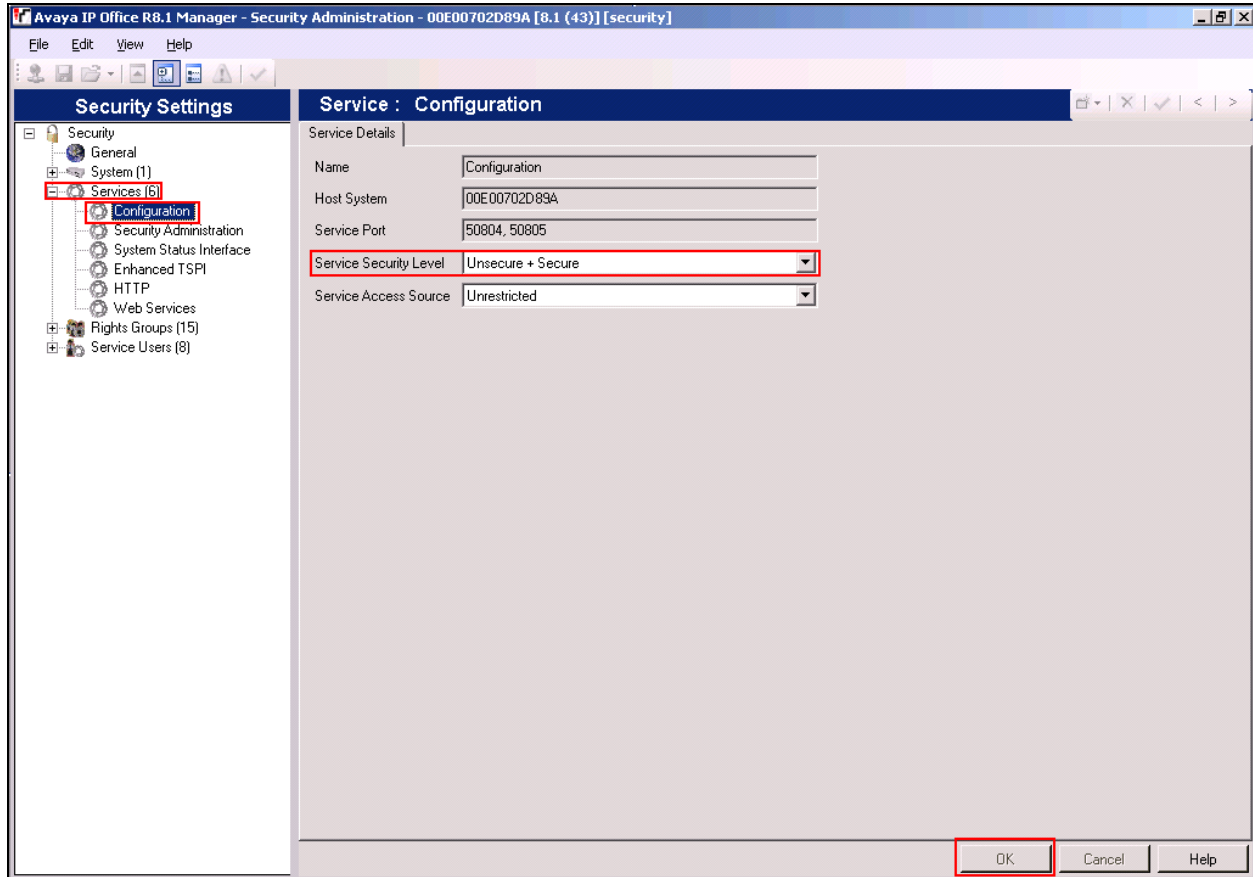 Avaya IP Office R8.1 Manager - Security Administration - 00E00702D89A [8.1 (43)] [security]
File Edit View Help
Security Settings
Security
General
System (1)
Services (6)
Configuration
Security Administration
System Status Interface
Enhanced TSPI
HTTP
Web Services
Rights Groups (15)
Service Users (8)
Service : Configuration
Service Details
Name Configuration
Host System 00E00702D89A
Service Port 50804, 50805
Service Security Level Unsecure + Secure
Service Access Source Unrestricted
OK Cancel Help